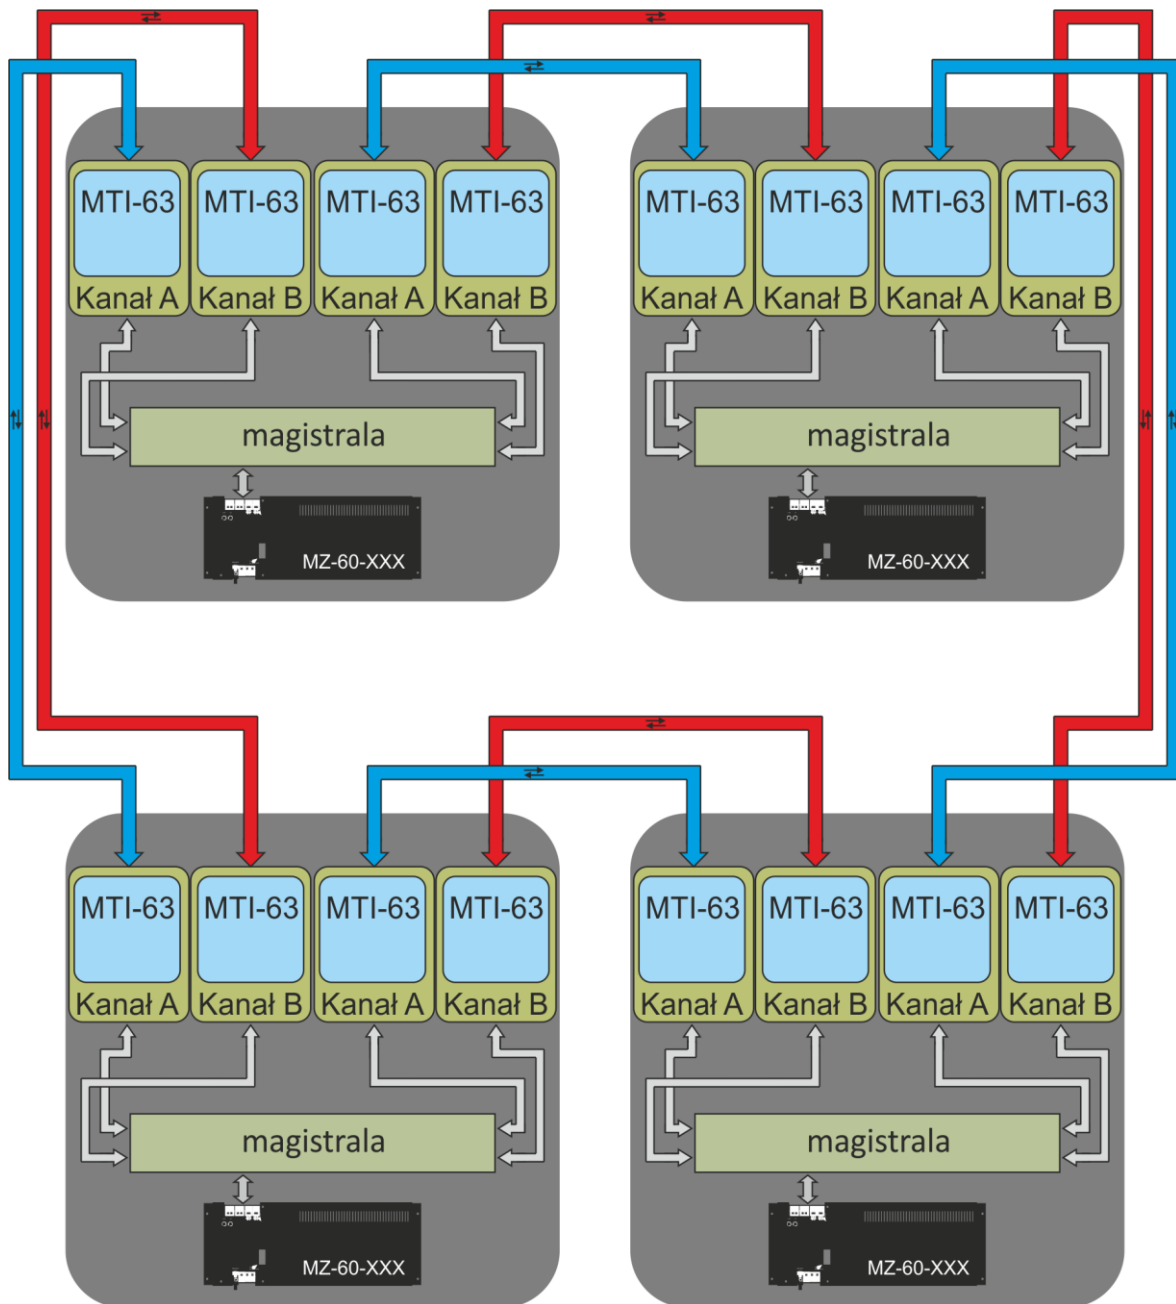 MTI-63 MTI-63 MTI-63 MTI-63 MTI-63 MTI-63 MTI-63 MTI-63
Kanał A Kanał B Kanał A Kanał B Kanał A Kanał B Kanał A Kanał B
magistrala magistrala
MZ-60-XXX MZ-60-XXX
MTI-63 MTI-63 MTI-63 MTI-63 MTI-63 MTI-63 MTI-63 MTI-63
Kanał A Kanał B Kanał A Kanał B Kanał A Kanał B Kanał A Kanał B
magistrala magistrala
MZ-60-XXX MZ-60-XXX